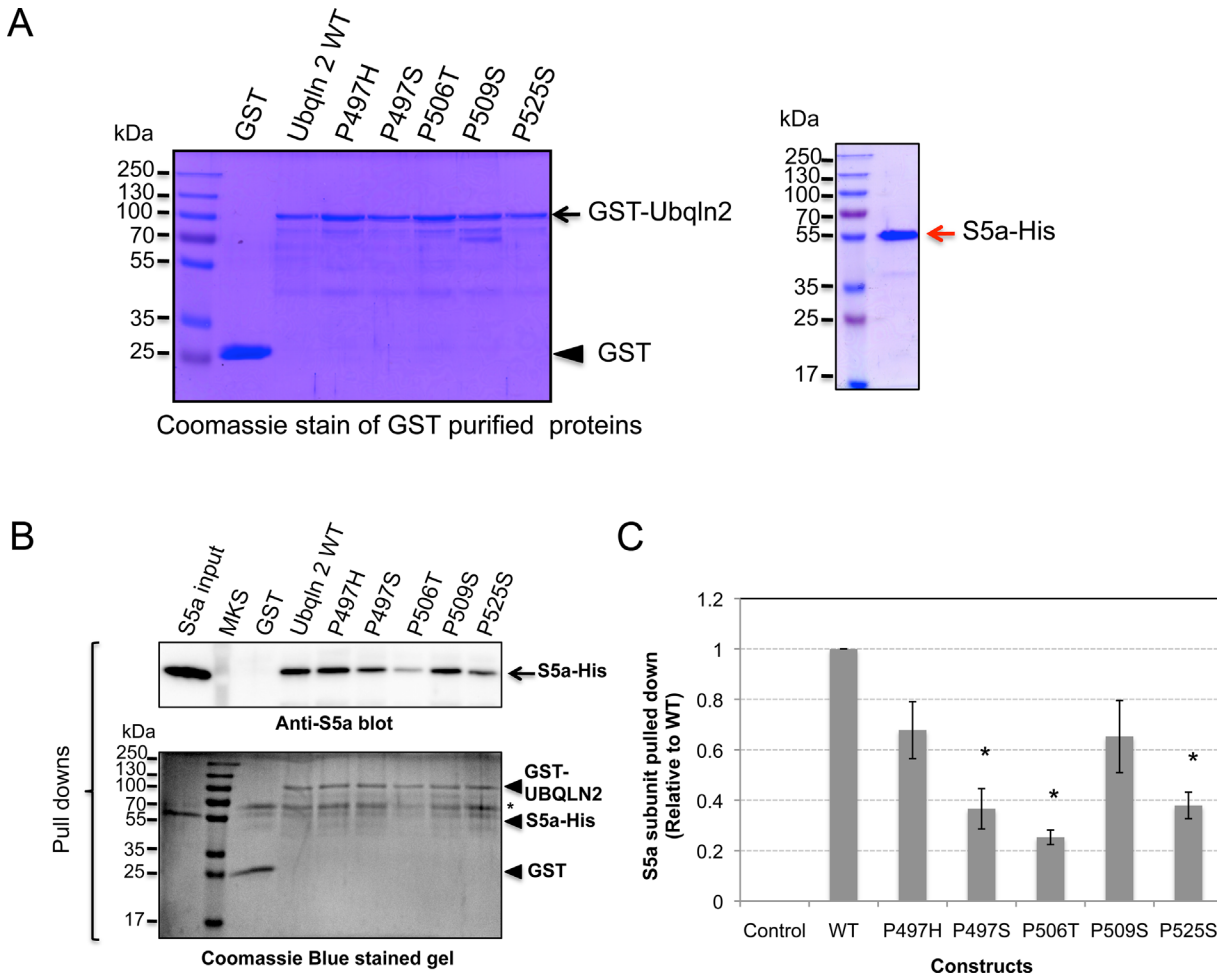 A
kDa
GST
Ubqln 2 WT
P497H
P497S
P506T
P509S
P525S
250
130
100
70
55
35
25
GST-Ubqln2
GST
Coomassie stain of GST purified proteins
kDa
250
130
100
70
55
35
25
17
S5a-His
B
Pull downs
S5a input
MKS
GST
Ubqln 2 WT
P497H
P497S
P506T
P509S
P525S
S5a-His
Anti-S5a blot
kDa
250
130
100
70
55
35
25
17
GST-
UBQLN2
*
S5a-His
GST
Coomassie Blue stained gel
C
S5a subunit pulled down
(Relative to WT)
1.2
1
0.8
0.6
0.4
0.2
0
*
*
*
Control WT P497H P497S P506T P509S P525S
Constructs